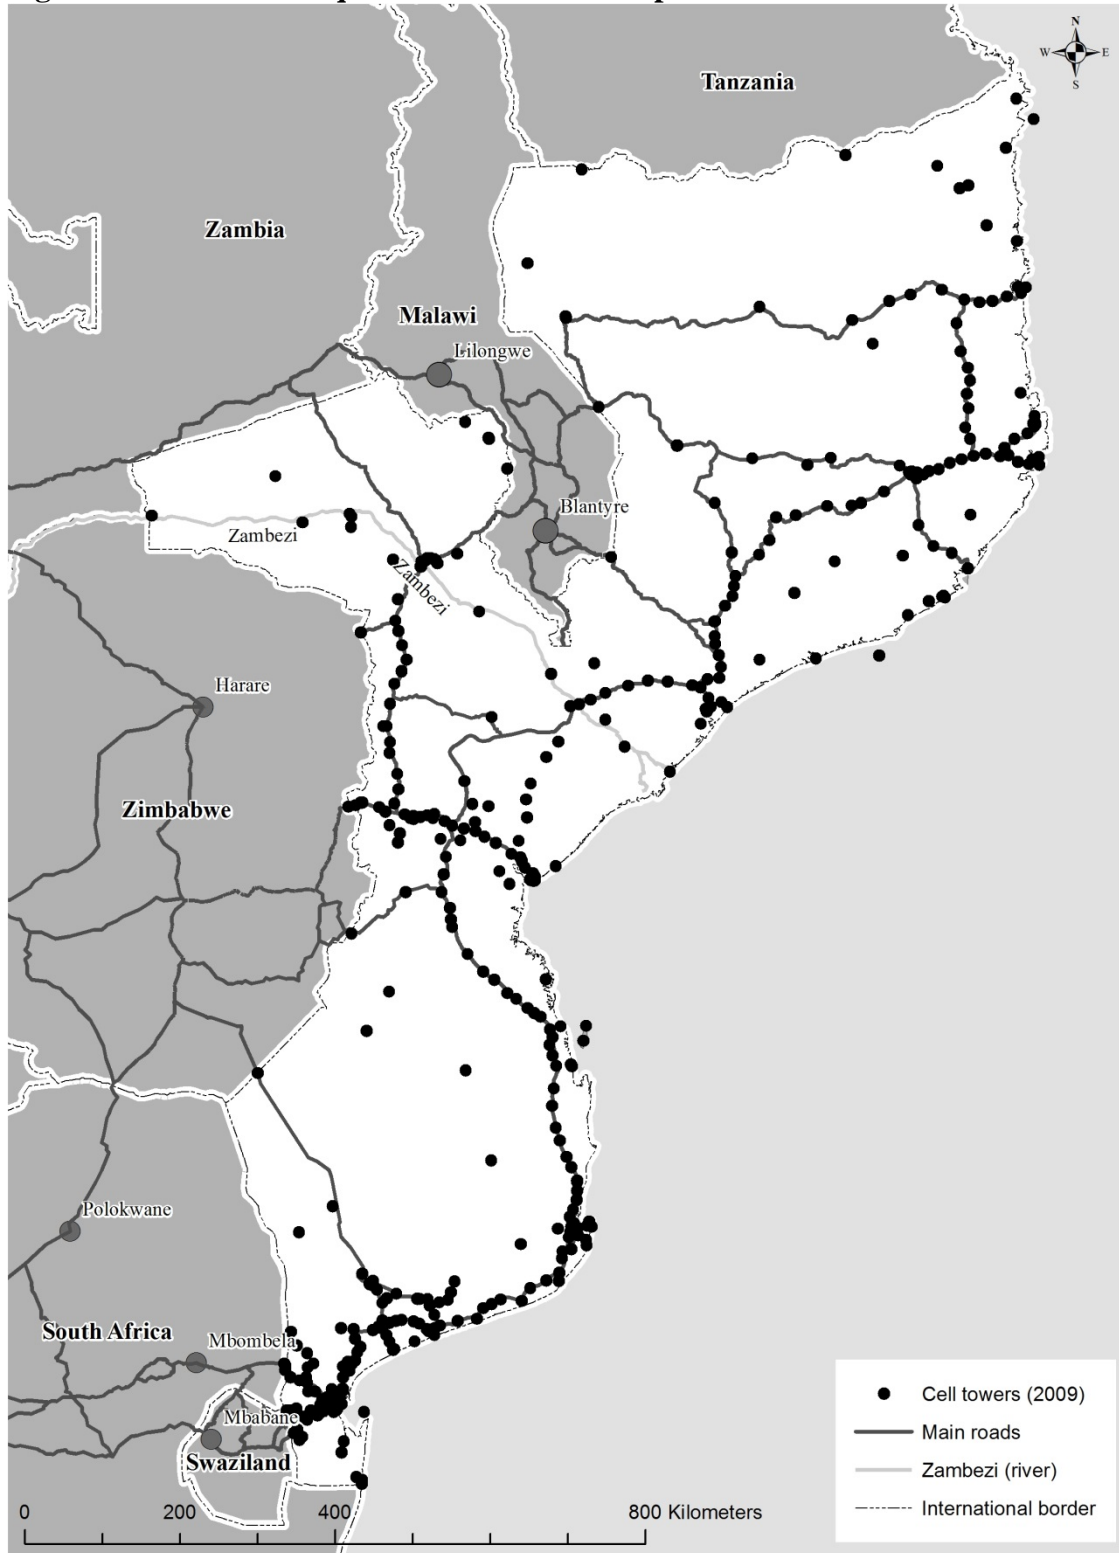 N
W E
S
Tanzania
Zambia
Malawi
Lilongwe
Blantyre
Zambezi
Zambezi
Harare
Zimbabwe
Polokwane
South Africa
Mbombela
Mbabane
Swaziland
Cell towers (2009)
Main roads
Zambezi (river)
International border
0 200 400 800 Kilometers